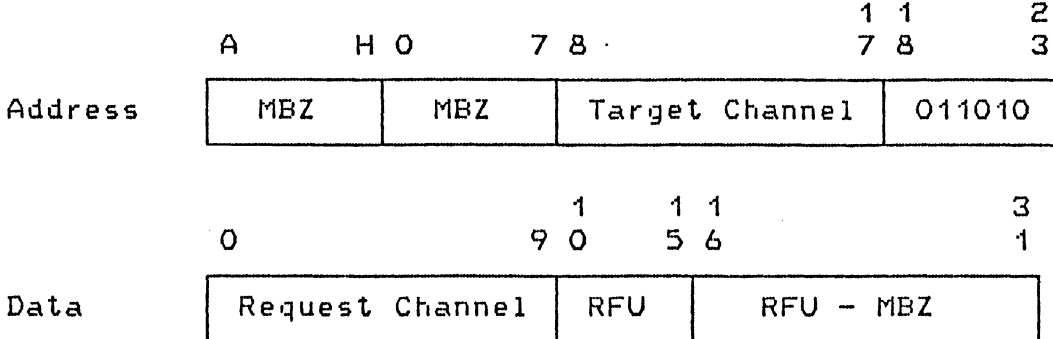 1 1 2
A H 0 7 8 7 8 3
Address MBZ MBZ Target Channel 011010
1 1 1 3
0 9 0 5 6 1
Data Request Channel RFU RFU - MBZ